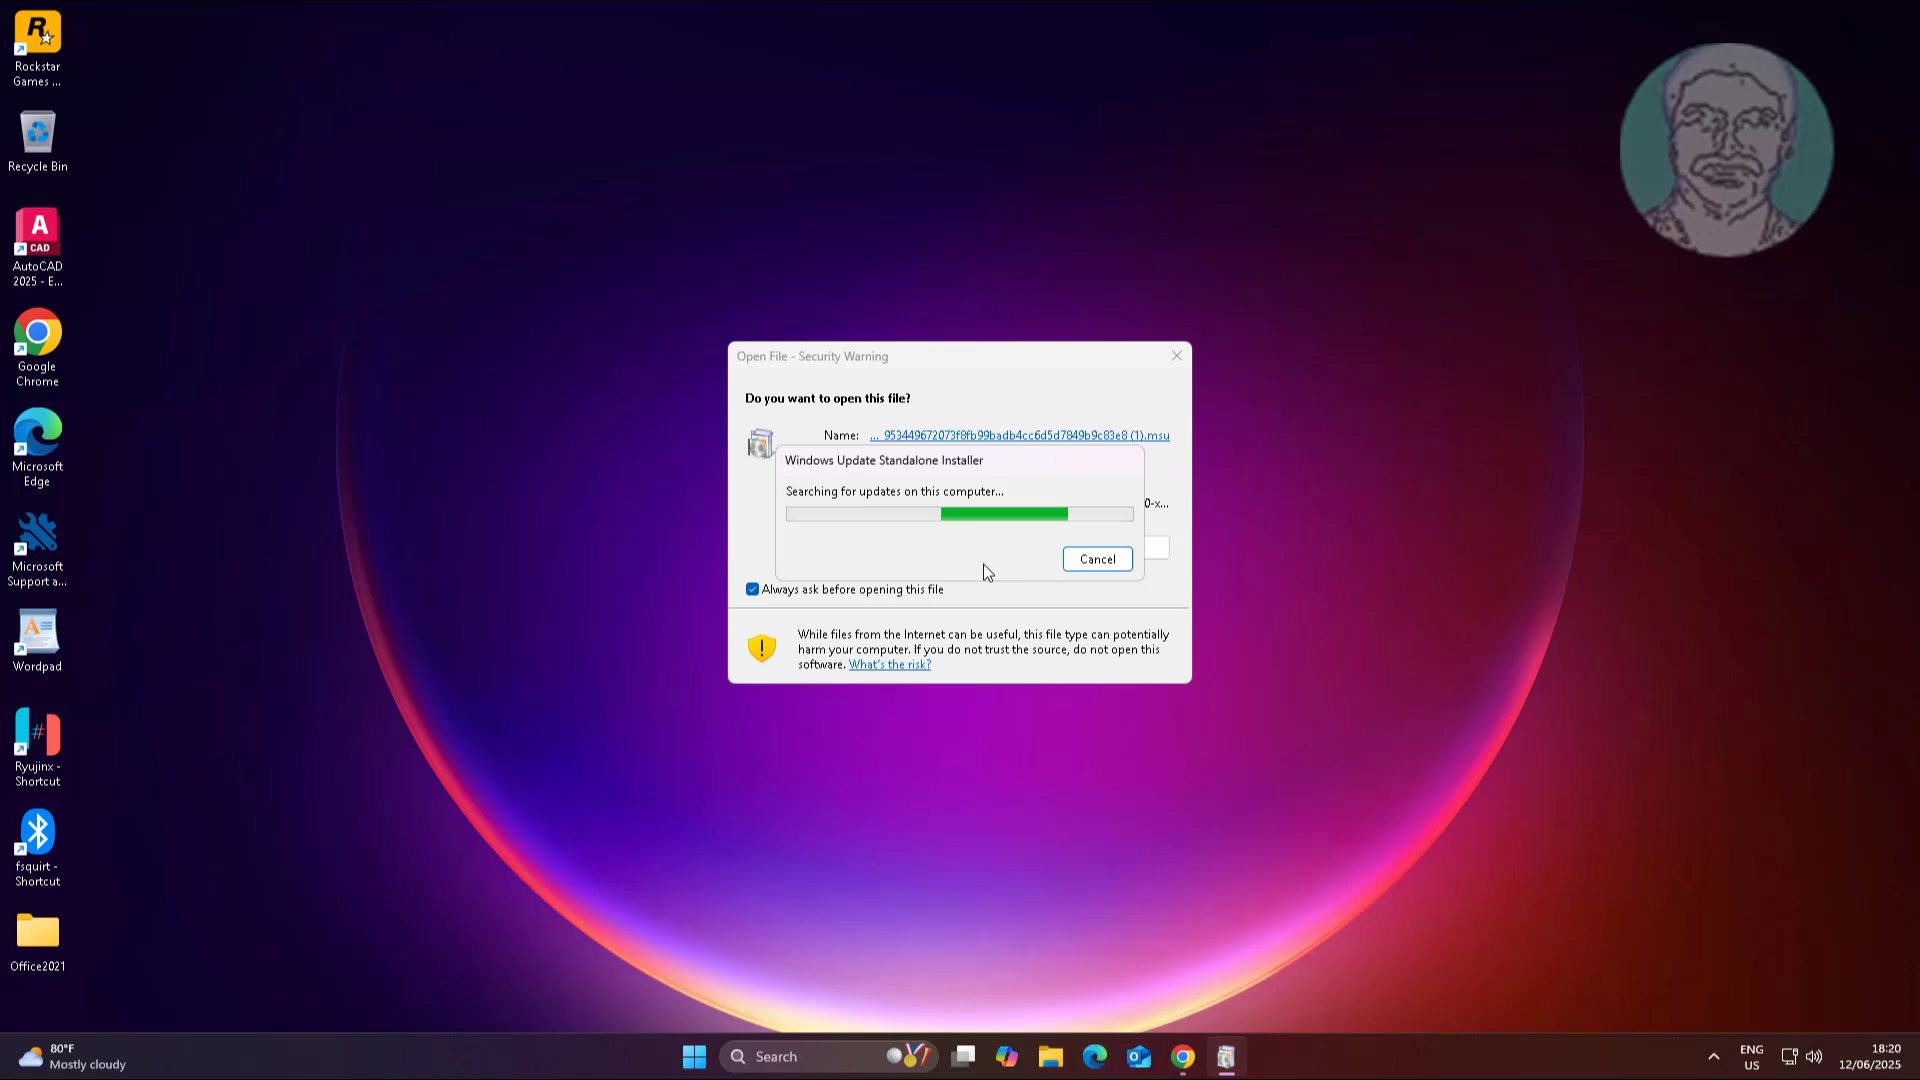 Rockstar
Games ...
Recycle Bin
A
CAD
AutoCAD
2025 - E...
Google
Chrome
Microsoft
Edge
Microsoft
Support a...
Wordpad
Ryujinx -
Shortcut
fsquirt -
Shortcut
Office2021
Open File - Security Warning
Do you want to open this file?
Name: ..._953449672073f8fb99badb4cc6d5d7849b9c83e8 (1).msu
Windows Update Standalone Installer
Searching for updates on this computer...
0-x...
Cancel
Always ask before opening this file
While files from the Internet can be useful, this file type can potentially
harm your computer. If you do not trust the source, do not open this
software. What's the risk?
80°F
Mostly cloudy
Search
ENG
US
18:20
12/06/2025